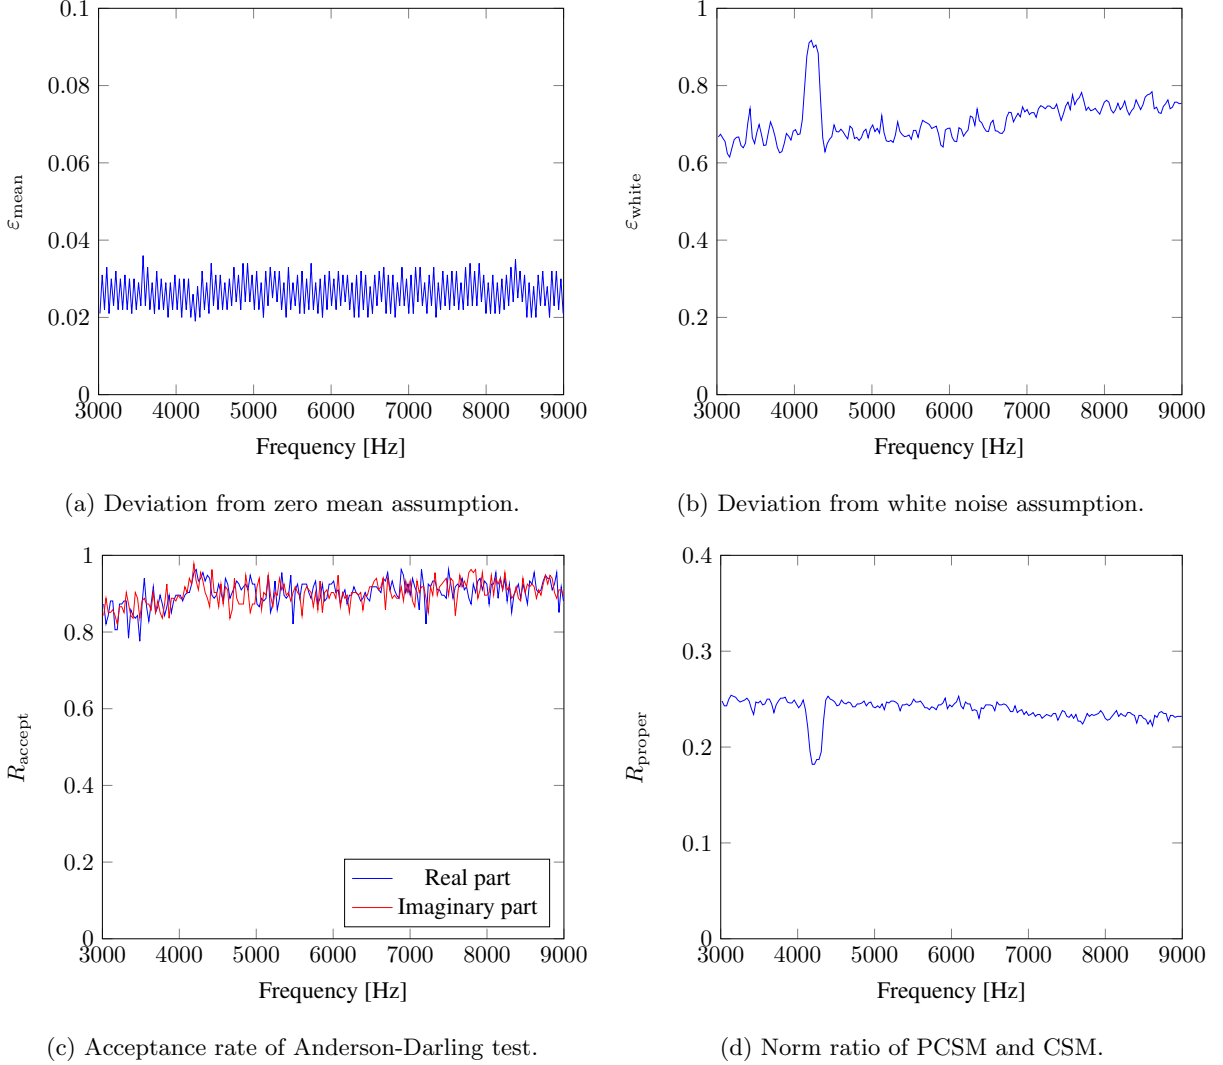 0.1
0.08
0.06
0.04
0.02
0
3000 4000 5000 6000 7000 8000 9000
ε_mean
Frequency [Hz]
(a) Deviation from zero mean assumption.
1
0.8
0.6
0.4
0.2
0
3000 4000 5000 6000 7000 8000 9000
ε_white
Frequency [Hz]
(b) Deviation from white noise assumption.
1
0.8
0.6
0.4
0.2
0
3000 4000 5000 6000 7000 8000 9000
R_accept
Real part
Imaginary part
Frequency [Hz]
(c) Acceptance rate of Anderson-Darling test.
0.4
0.3
0.2
0.1
0
3000 4000 5000 6000 7000 8000 9000
R_proper
Frequency [Hz]
(d) Norm ratio of PCSM and CSM.